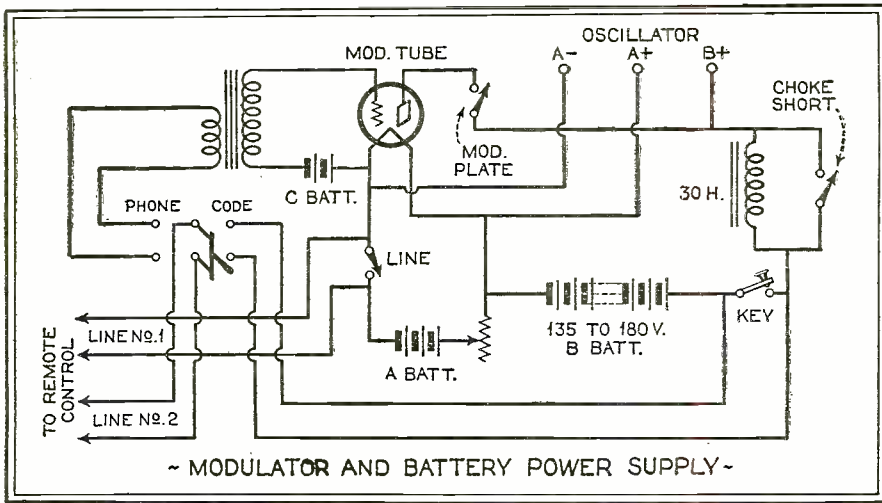 OSCILLATOR
MOD. TUBE
A- A+ B+
CHOKE
SHORT.
MOD.
PLATE
C BATT.
30 H.
PHONE CODE
LINE
LINE Nº.1
135 TO 180 V.
B BATT.
KEY
A BATT.
TO REMOTE
CONTROL
LINE Nº.2
~ MODULATOR AND BATTERY POWER SUPPLY ~